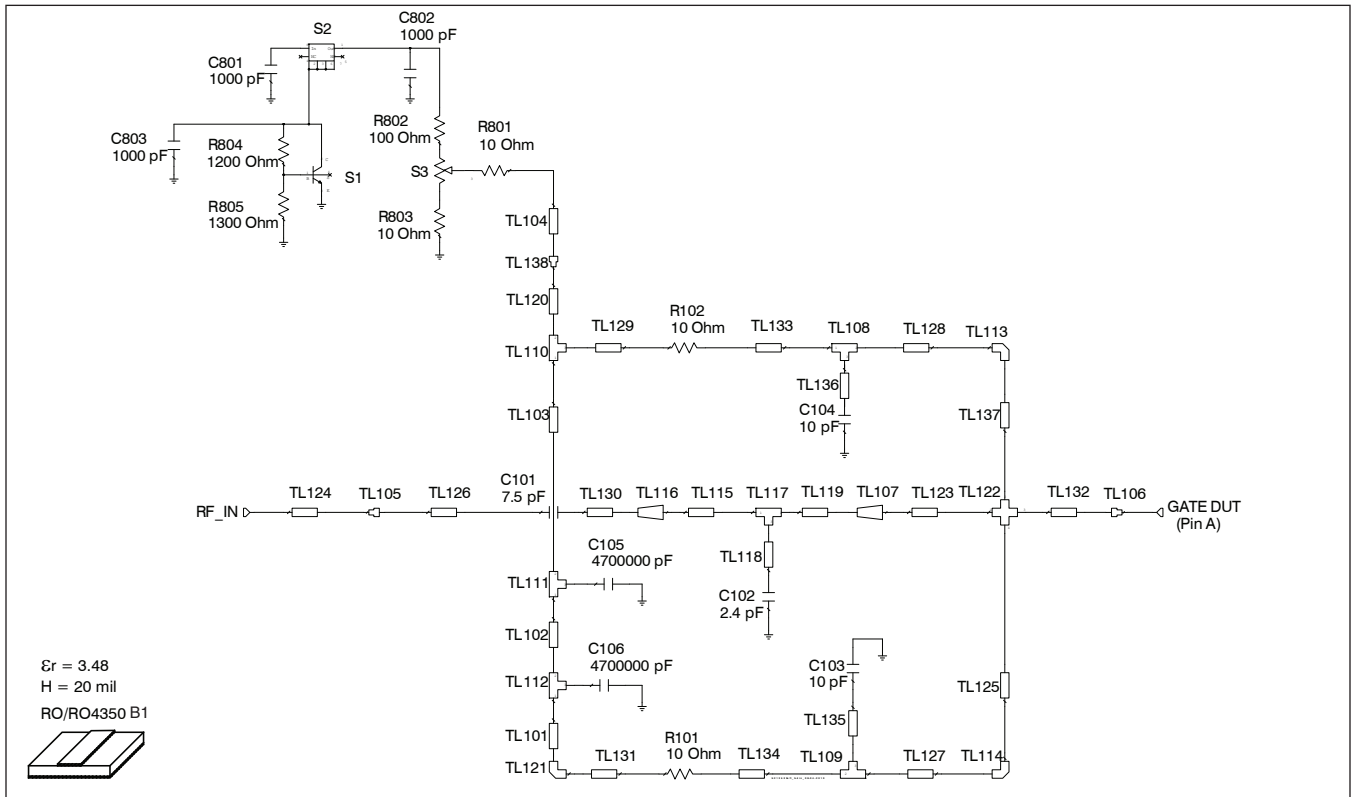 S2
C802
1000 pF
C801
1000 pF
C803
1000 pF
R804
1200 Ohm
S1
R805
1300 Ohm
R802
100 Ohm
R801
10 Ohm
S3
R803
10 Ohm
TL104
TL138
TL120
TL110
TL129
R102
10 Ohm
TL133
TL108
TL128
TL113
TL136
C104
10 pF
TL137
TL103
RF_IN
TL124
TL105
TL126
C101
7.5 pF
TL130
TL116
TL115
TL117
TL119
TL107
TL123
TL122
TL132
TL106
GATE DUT
(Pin A)
TL118
C102
2.4 pF
C105
4700000 pF
TL111
TL102
C106
4700000 pF
TL112
C103
10 pF
TL125
TL135
TL101
TL121
TL131
R101
10 Ohm
TL134
TL109
TL127
TL114
εr = 3.48
H = 20 mil
RO/RO4350 B1